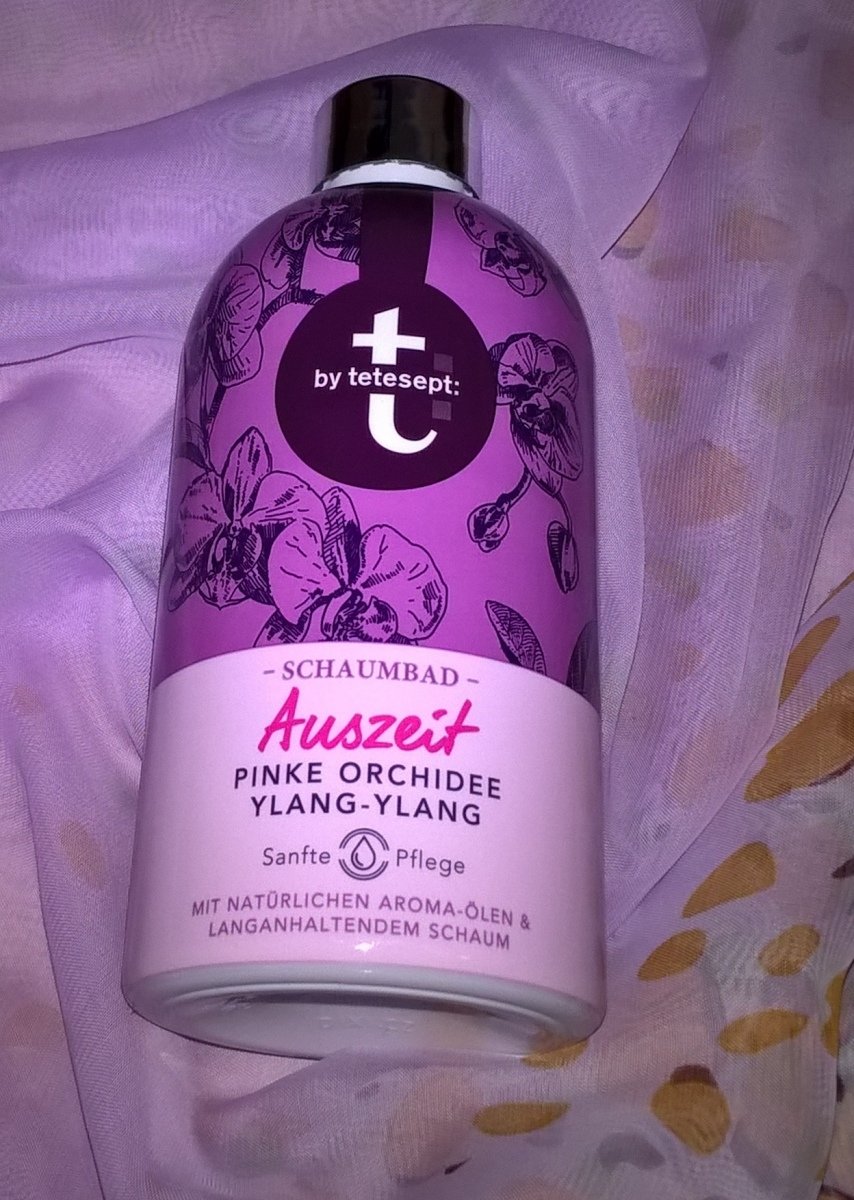 t
by tetesept:
- SCHAUMBAD -
Auszeit
PINKE ORCHIDEE
YLANG-YLANG
Sanfte Pflege
MIT NATÜRLICHEN AROMA-ÖLEN &
LANGANHALTENDEM SCHAUM